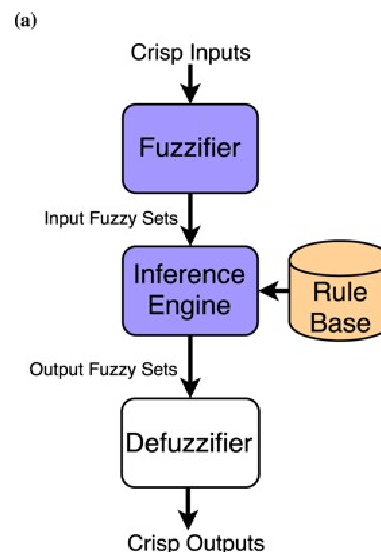 (a)
Crisp Inputs
Fuzzifier
Input Fuzzy Sets
Inference
Engine
Rule
Base
Output Fuzzy Sets
Defuzzifier
Crisp Outputs